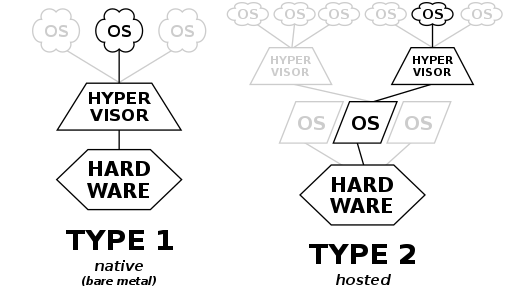 OS OS OS
HYPER
VISOR
HARD
WARE
TYPE 1
native
(bare metal)
OS OS OS OS OS OS
HYPER
VISOR
HYPER
VISOR
OS OS OS
HARD
WARE
TYPE 2
hosted